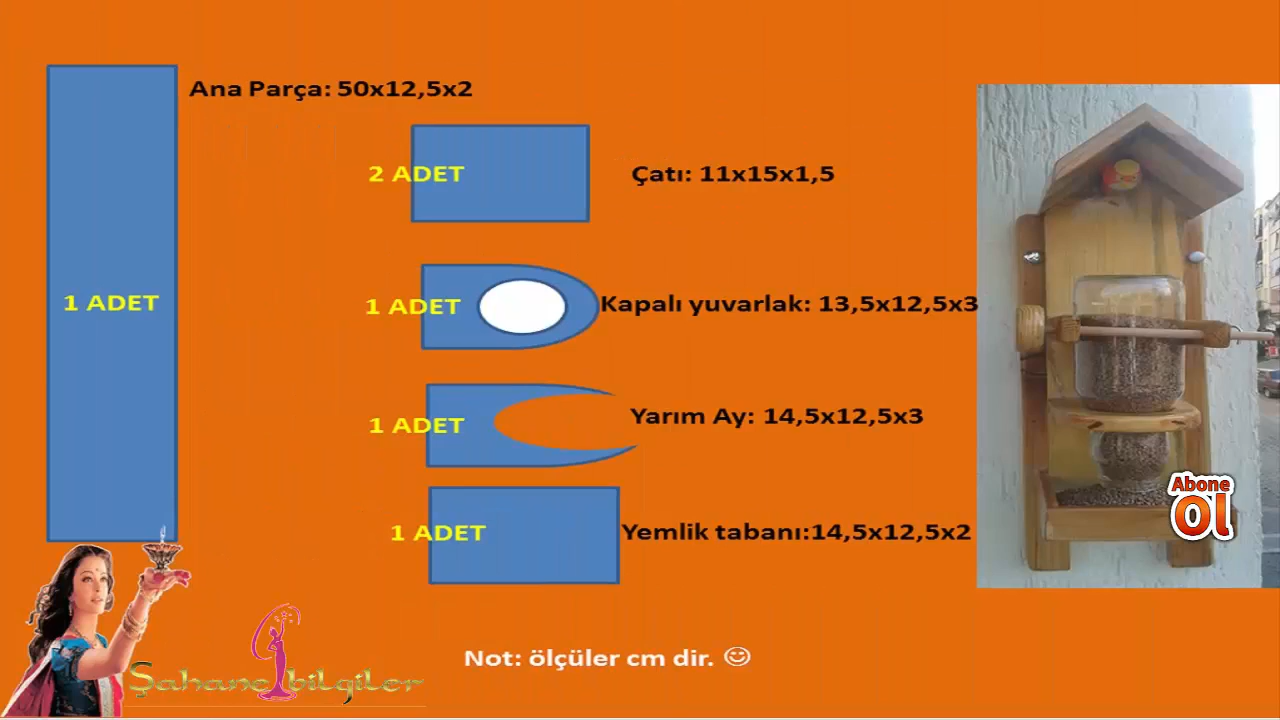 Ana Parça: 50x12,5x2
2 ADET
Çatı: 11x15x1,5
1 ADET
1 ADET
Kapalı yuvarlak: 13,5x12,5x3
1 ADET
Yarım Ay: 14,5x12,5x3
1 ADET
Yemlik tabanı:14,5x12,5x2
Abone
Ol
Not: ölçüler cm dir. ☺
Şahane bilgiler